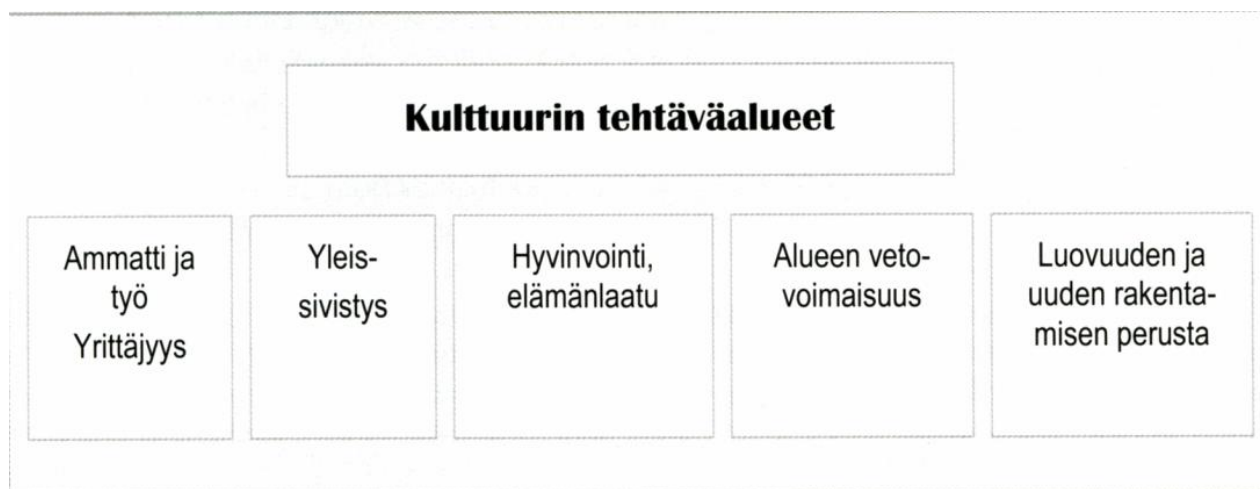 Kulttuurin tehtäväalueet
Ammatti ja
työ
Yrittäjyys
Yleis-
sivistys
Hyvinvointi,
elämänlaatu
Alueen veto-
voimaisuus
Luovuuden ja
uuden rakenta-
misen perusta